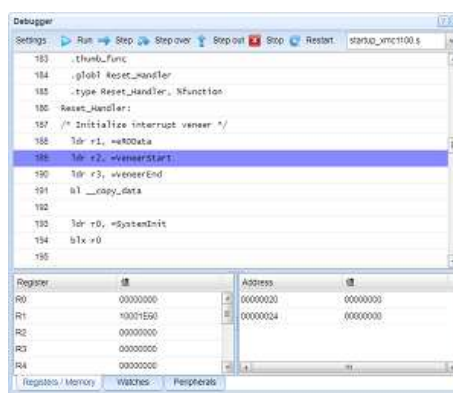 Debugger
Settings Run Step Step over Step out Stop Restart startup_xmc1100.s
183 .thumb_func
184 .globl Reset_Handler
185 .type Reset_Handler, %function
186 Reset_Handler:
187 /* Initialize interrupt veneer */
188 ldr r1, =eROData
189 ldr r2, =VeneerStart
190 ldr r3, =VeneerEnd
191 bl __copy_data
192
193 ldr r0, =SystemInit
194 blx r0
195
Register 值 Address 值
R0 00000000 00000020 00000000
R1 10001E60 00000024 00000000
R2 00000000
R3 00000000
R4 00000000
Registers / Memory Watches Peripherals